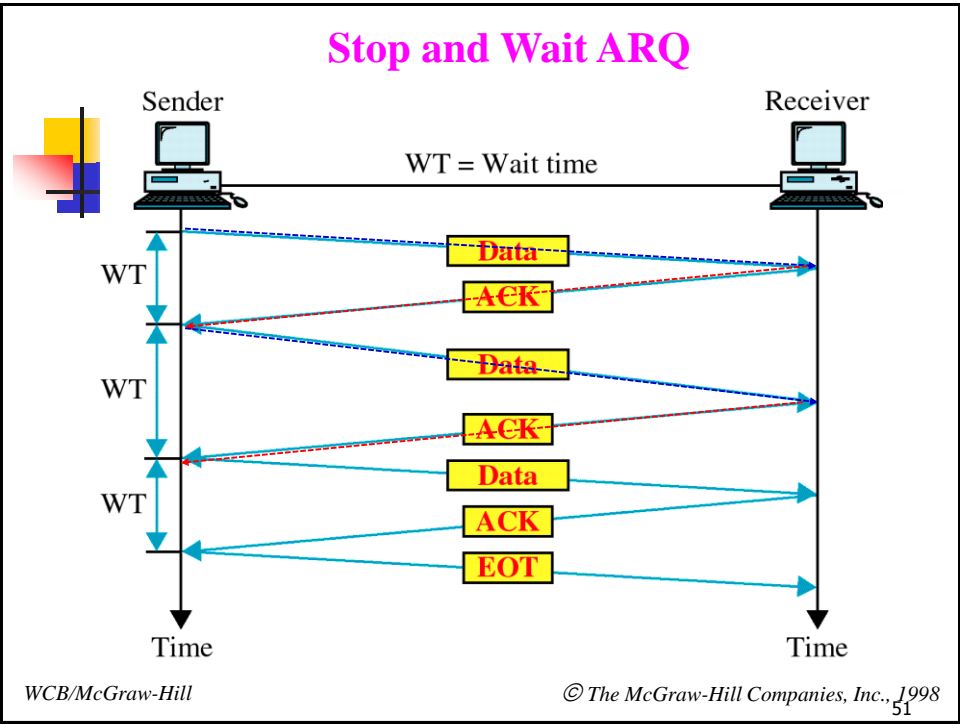 Stop and Wait ARQ
Sender
Receiver
WT = Wait time
Data
WT
ACK
Data
WT
ACK
Data
WT
ACK
EOT
Time
Time
WCB/McGraw-Hill
© The McGraw-Hill Companies, Inc., 1998
51